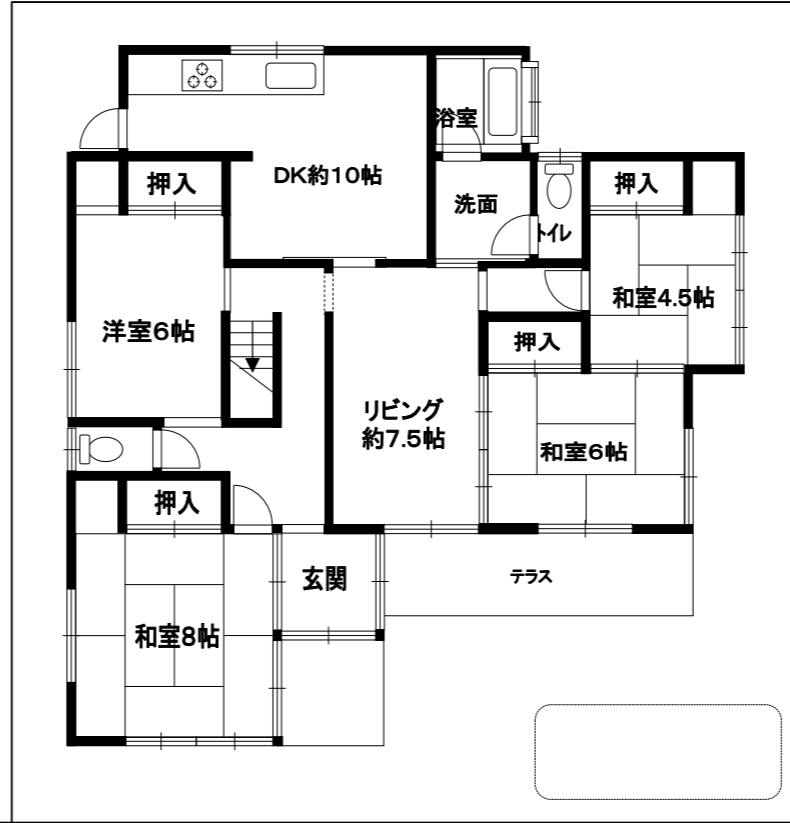 浴室
DK約10帖
押入
洗面
トイレ
押入
和室4.5帖
洋室6帖
押入
リビング
約7.5帖
和室6帖
押入
玄関
テラス
和室8帖